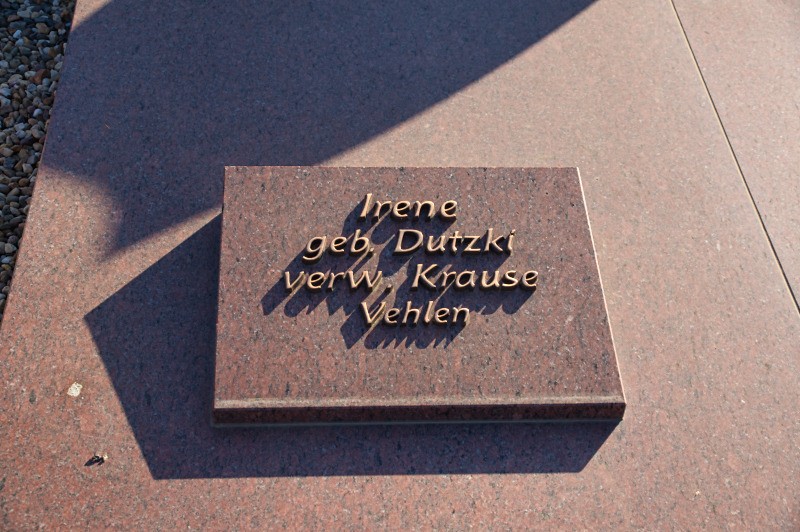 Irene
geb. Dutzki
verw. Krause
Vehlen